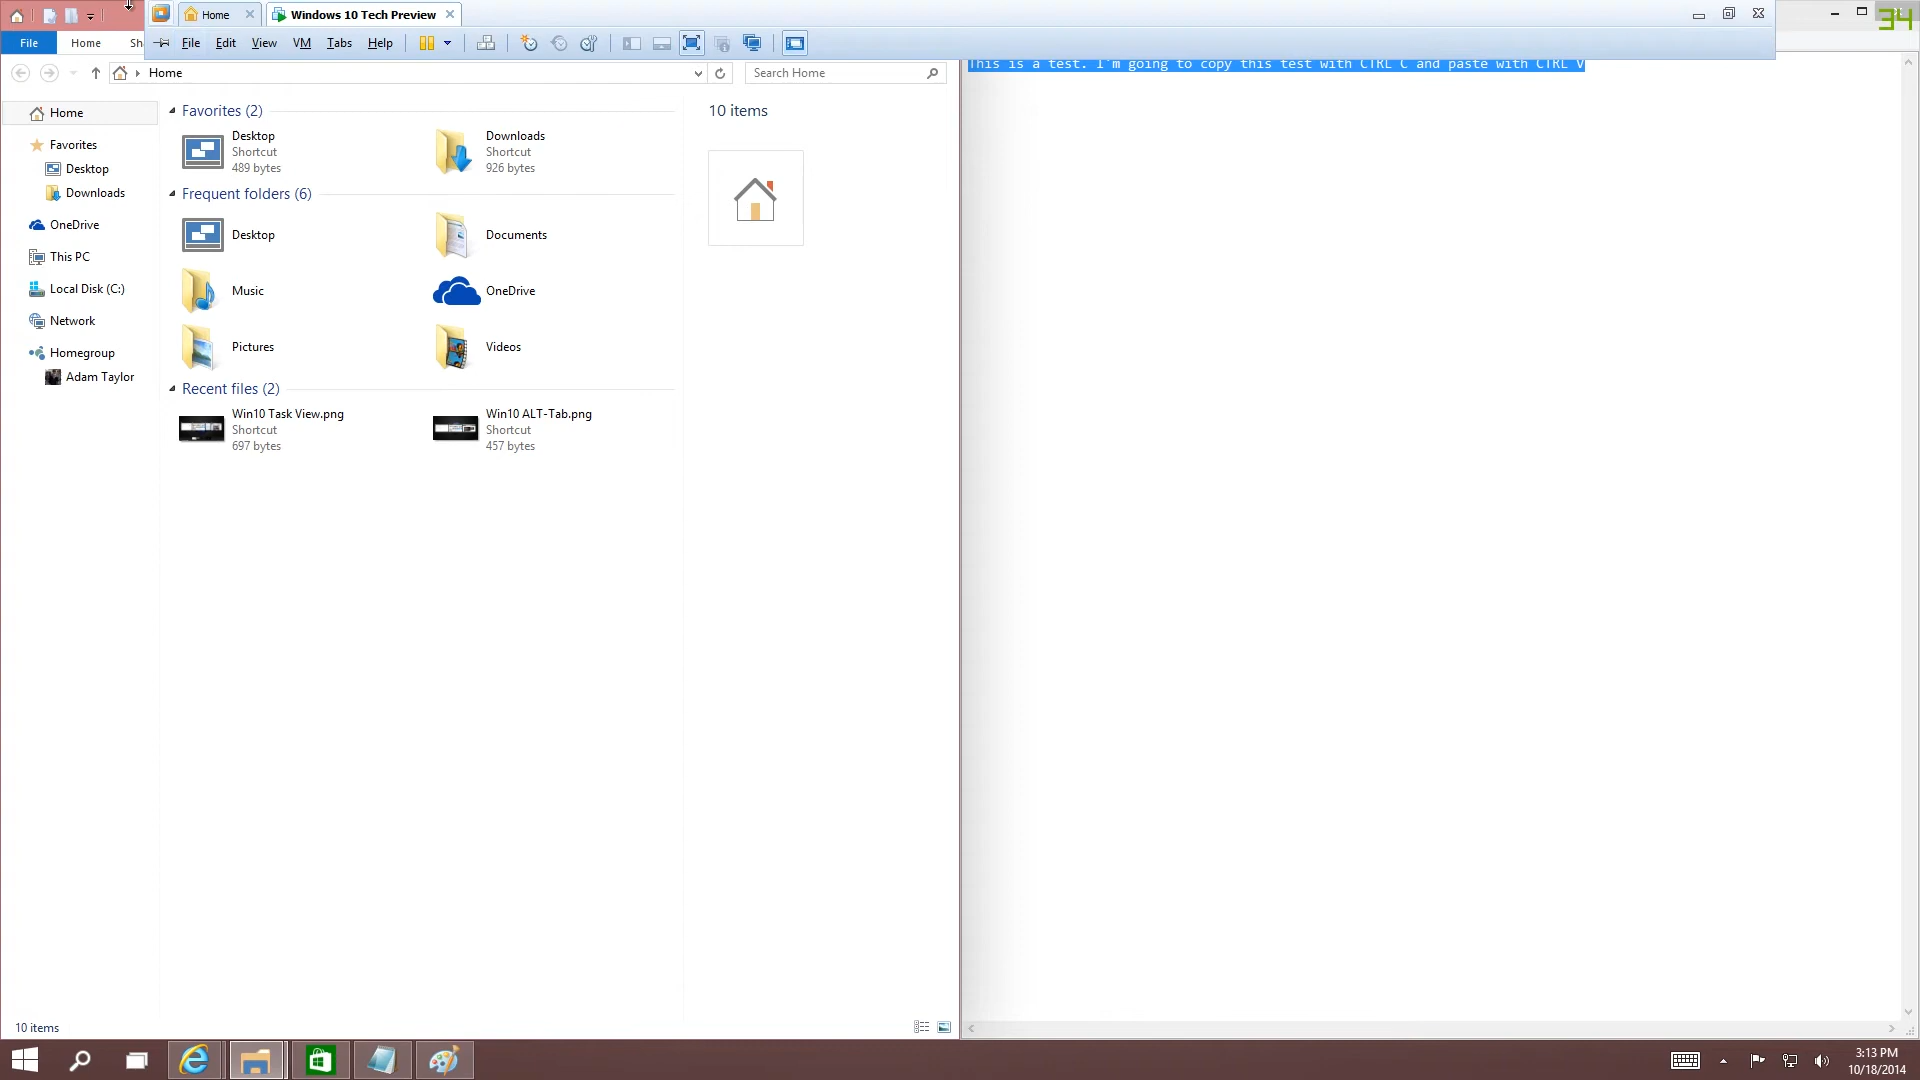 Home
Windows 10 Tech Preview
34
File
Home
Sh
File
Edit
View
VM
Tabs
Help
Home
Search Home
This is a test. I'm going to copy this test with CTRL C and paste with CTRL V
Home
Favorites
Desktop
Downloads
OneDrive
This PC
Local Disk (C:)
Network
Homegroup
Adam Taylor
Favorites (2)
Desktop
Shortcut
489 bytes
Downloads
Shortcut
926 bytes
Frequent folders (6)
Desktop
Documents
Music
OneDrive
Pictures
Videos
Recent files (2)
Win10 Task View.png
Shortcut
697 bytes
Win10 ALT-Tab.png
Shortcut
457 bytes
10 items
10 items
3:13 PM
10/18/2014